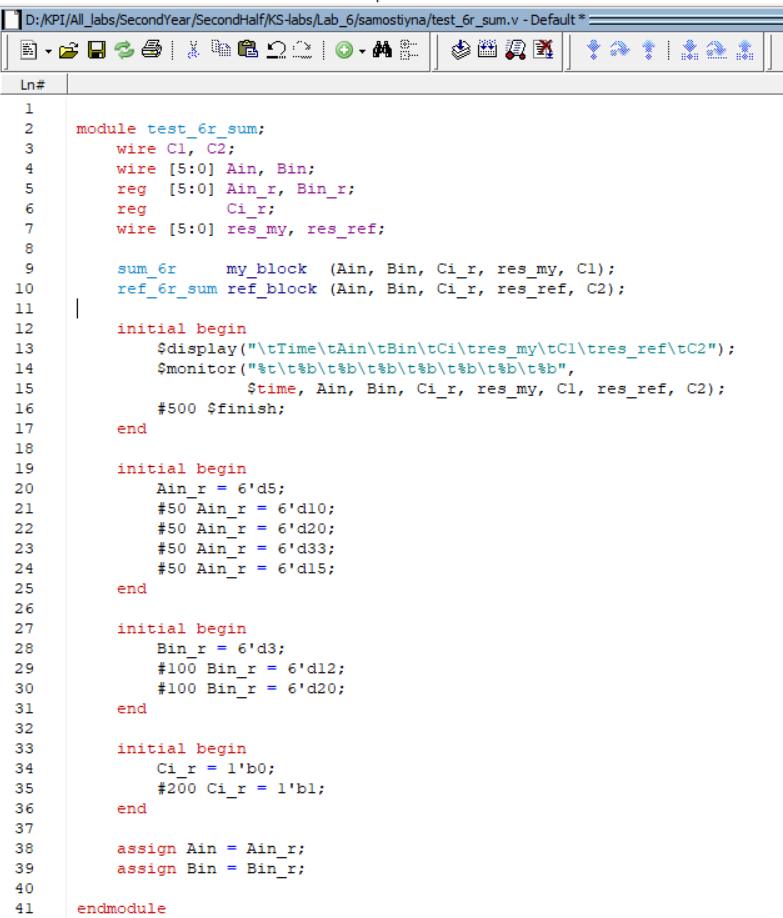 D:/KPI/All_labs/SecondYear/SecondHalf/KS-labs/Lab_6/samostiyna/test_6r_sum.v - Default *
Ln#
1
2 module test_6r_sum;
3     wire C1, C2;
4     wire [5:0] Ain, Bin;
5     reg  [5:0] Ain_r, Bin_r;
6     reg        Ci_r;
7     wire [5:0] res_my, res_ref;
8
9     sum_6r     my_block  (Ain, Bin, Ci_r, res_my, C1);
10     ref_6r_sum ref_block (Ain, Bin, Ci_r, res_ref, C2);
11
12     initial begin
13         $display("\tTime\tAin\tBin\tCi\tres_my\tC1\tres_ref\tC2");
14         $monitor("%t\t%b\t%b\t%b\t%b\t%b\t%b\t%b",
15                  $time, Ain, Bin, Ci_r, res_my, C1, res_ref, C2);
16         #500 $finish;
17     end
18
19     initial begin
20         Ain_r = 6'd5;
21         #50 Ain_r = 6'd10;
22         #50 Ain_r = 6'd20;
23         #50 Ain_r = 6'd33;
24         #50 Ain_r = 6'd15;
25     end
26
27     initial begin
28         Bin_r = 6'd3;
29         #100 Bin_r = 6'd12;
30         #100 Bin_r = 6'd20;
31     end
32
33     initial begin
34         Ci_r = 1'b0;
35         #200 Ci_r = 1'b1;
36     end
37
38     assign Ain = Ain_r;
39     assign Bin = Bin_r;
40
41 endmodule